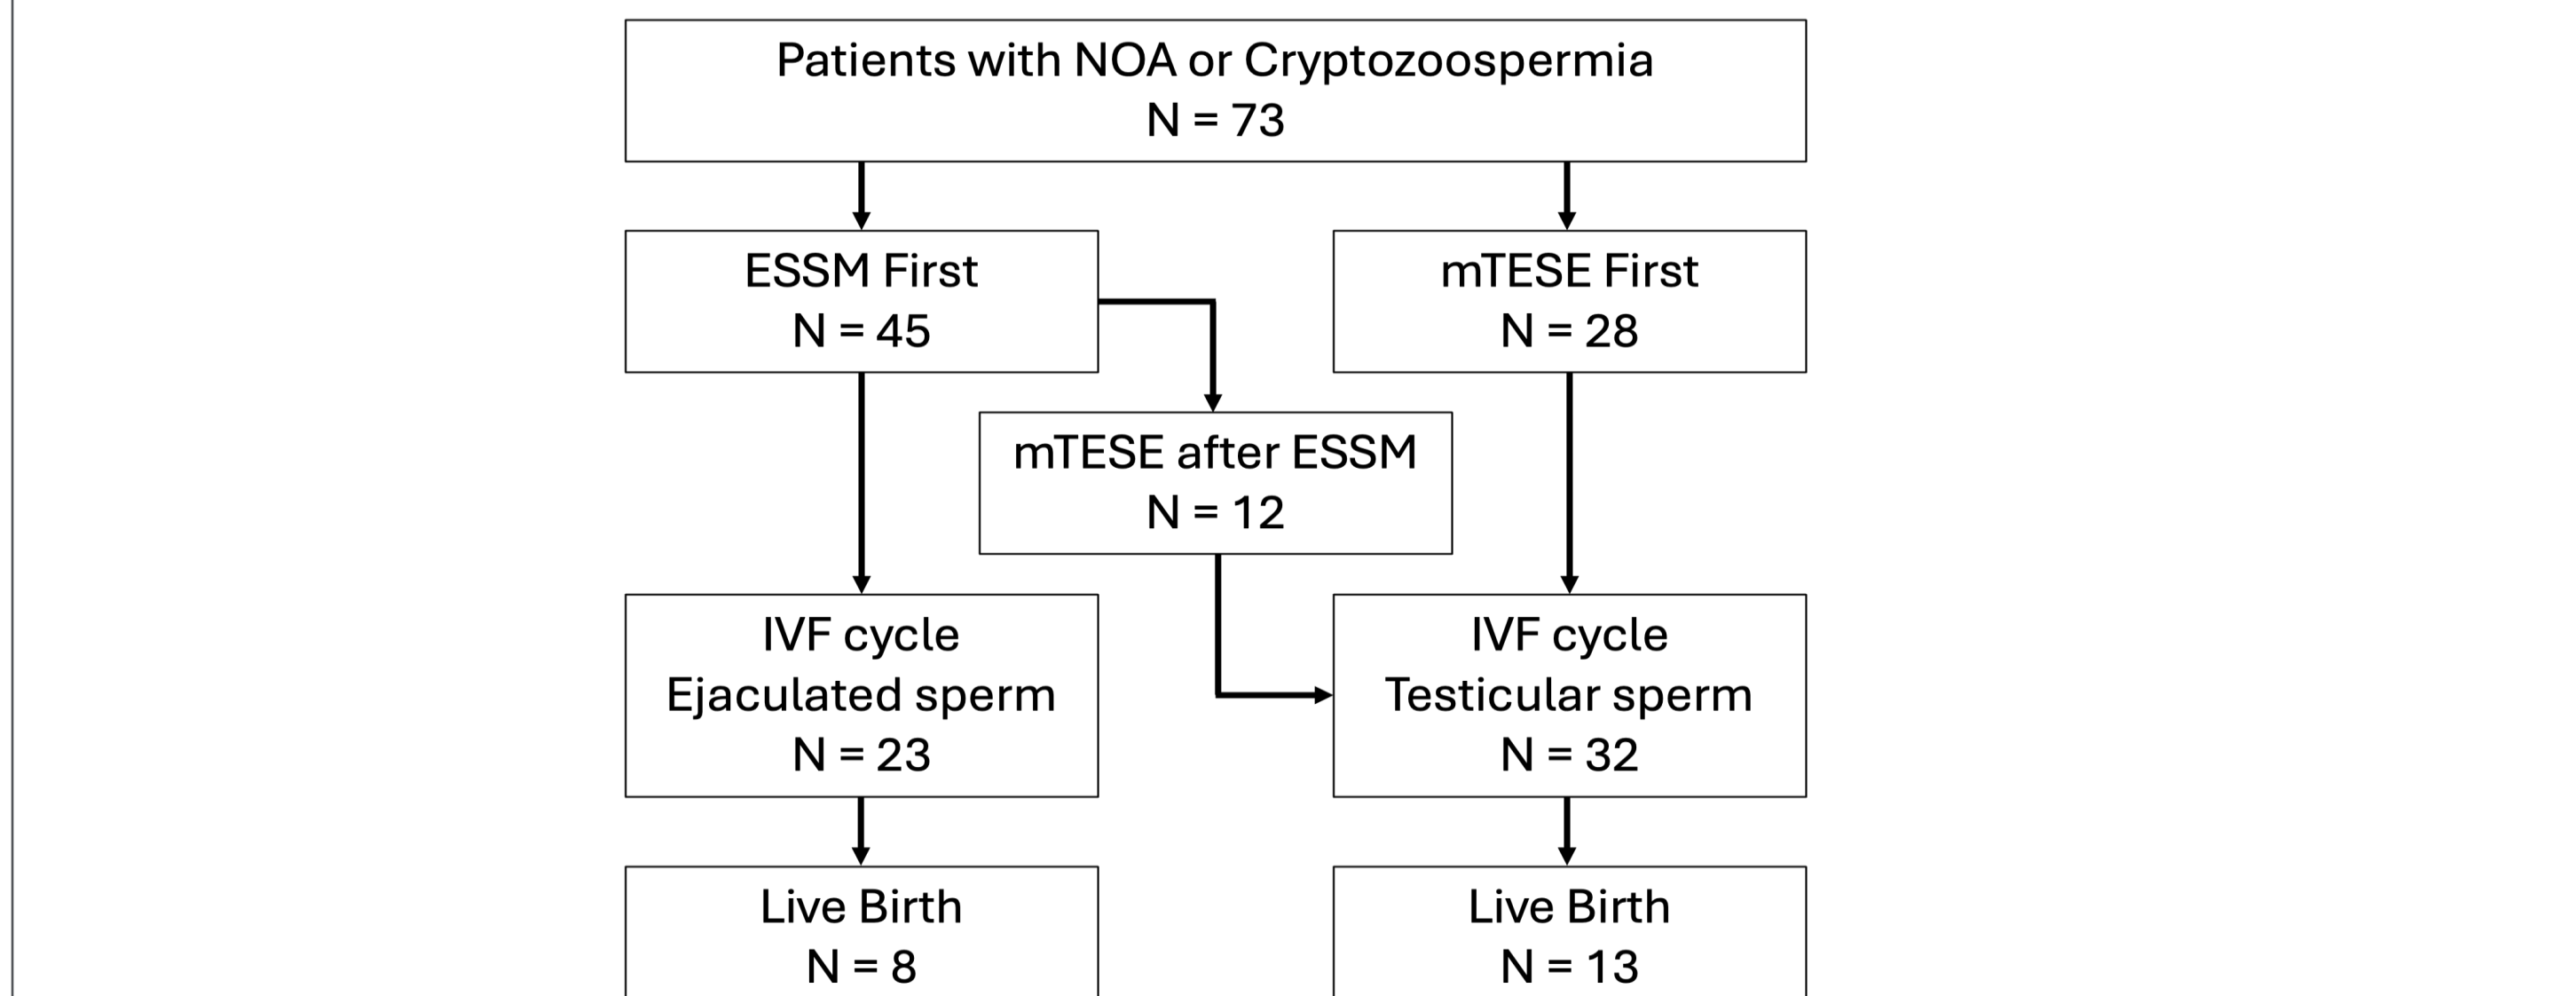 Patients with NOA or Cryptozoospermia
N = 73
ESSM First
N = 45
mTESE First
N = 28
mTESE after ESSM
N = 12
IVF cycle
Ejaculated sperm
N = 23
IVF cycle
Testicular sperm
N = 32
Live Birth
N = 8
Live Birth
N = 13